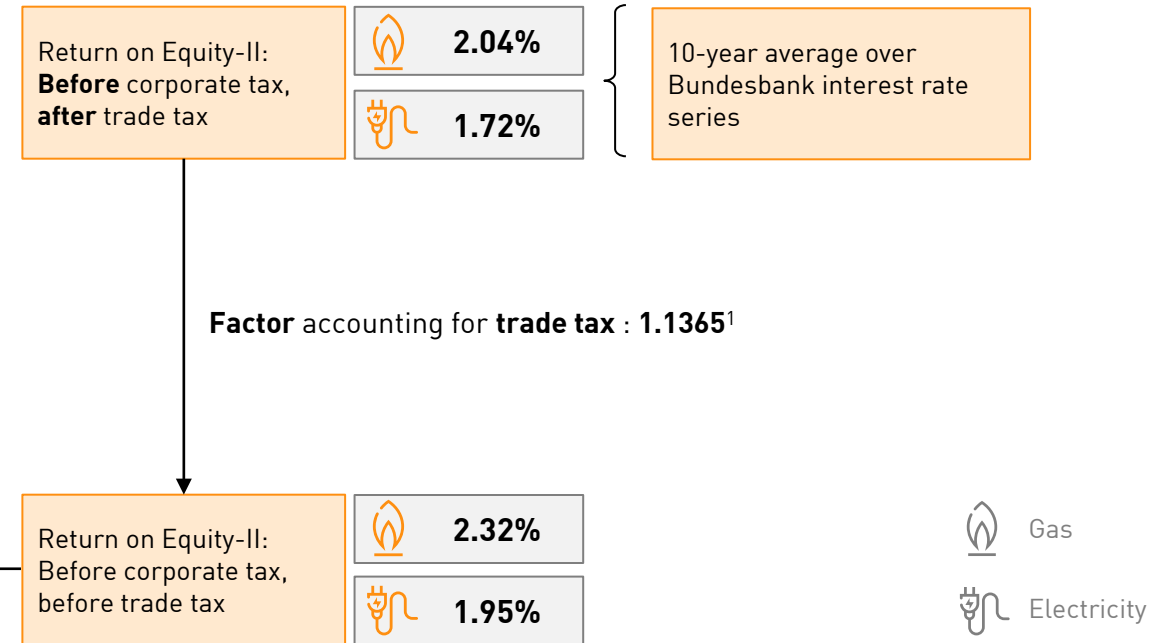 Return on Equity-II:
Before corporate tax,
after trade tax
2.04%
1.72%
10-year average over
Bundesbank interest rate
series
Factor accounting for trade tax : 1.1365¹
Return on Equity-II:
Before corporate tax,
before trade tax
2.32%
1.95%
Gas
Electricity